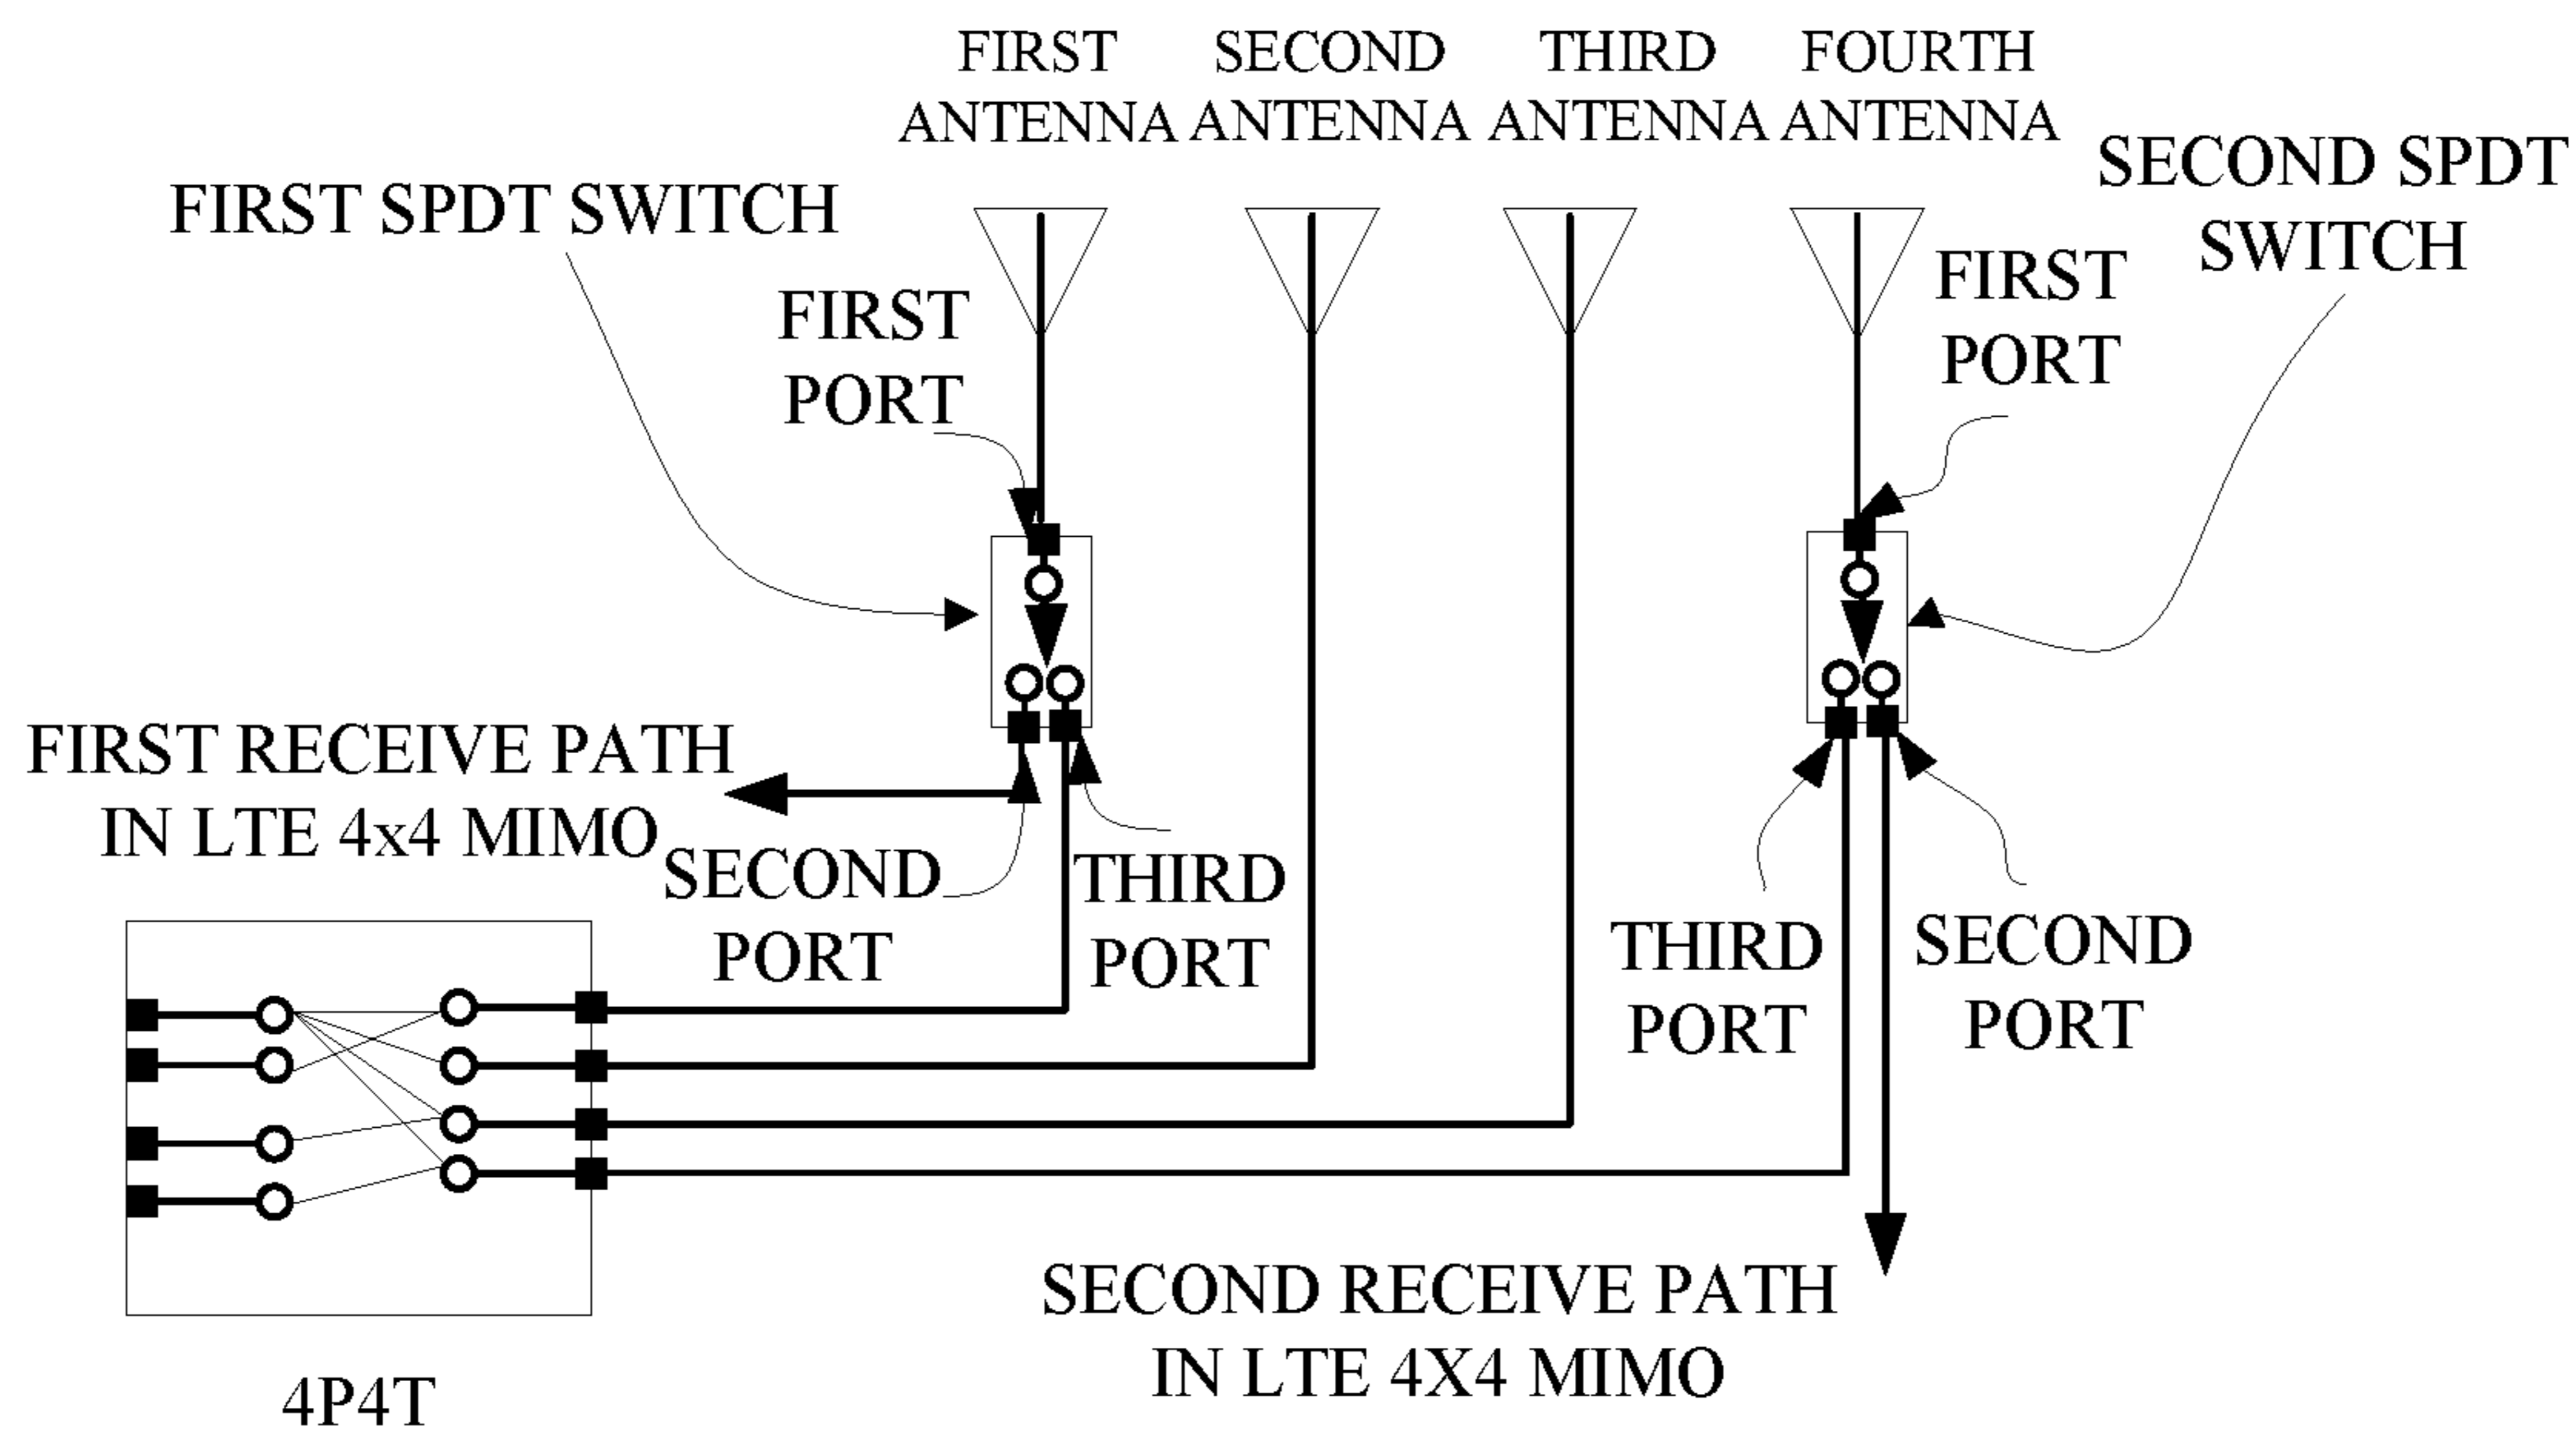 FIRST
ANTENNA
SECOND
ANTENNA
THIRD
ANTENNA
FOURTH
ANTENNA
FIRST SPDT SWITCH
SECOND SPDT
SWITCH
FIRST
PORT
FIRST
PORT
FIRST RECEIVE PATH
IN LTE 4x4 MIMO
SECOND
PORT
THIRD
PORT
THIRD
PORT
SECOND
PORT
SECOND RECEIVE PATH
IN LTE 4X4 MIMO
4P4T